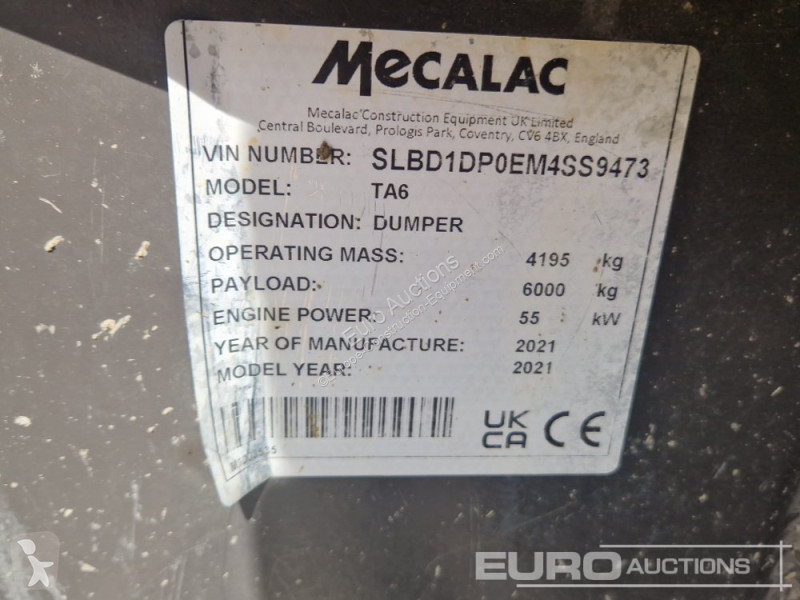 MECALAC
Mecalac Construction Equipment UK Limited
Central Boulevard, Prologis Park, Coventry, CV6 4BX, England
VIN NUMBER: SLBD1DP0EM4SS9473
MODEL: TA6
DESIGNATION: DUMPER
OPERATING MASS: 4195 kg
PAYLOAD: 6000 kg
ENGINE POWER: 55 kW
YEAR OF MANUFACTURE: 2021
MODEL YEAR: 2021
UK
CA CE
Euro Auctions
EURO AUCTIONS